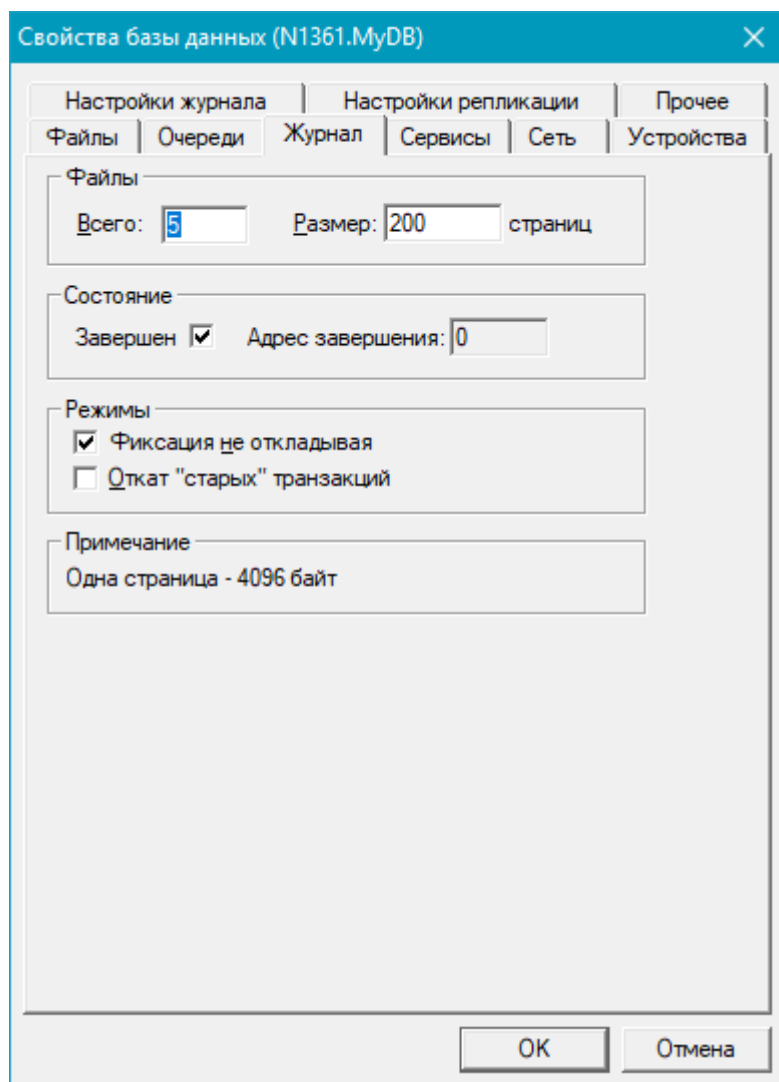 Свойства базы данных (N1361.MyDB)
Настройки журнала Настройки репликации Прочее
Файлы Очереди Журнал Сервисы Сеть Устройства
Файлы
Всего: 5 Размер: 200 страниц
Состояние
Завершен Адрес завершения: 0
Режимы
Фиксация не откладывая
Откат "старых" транзакций
Примечание
Одна страница - 4096 байт
OK Отмена